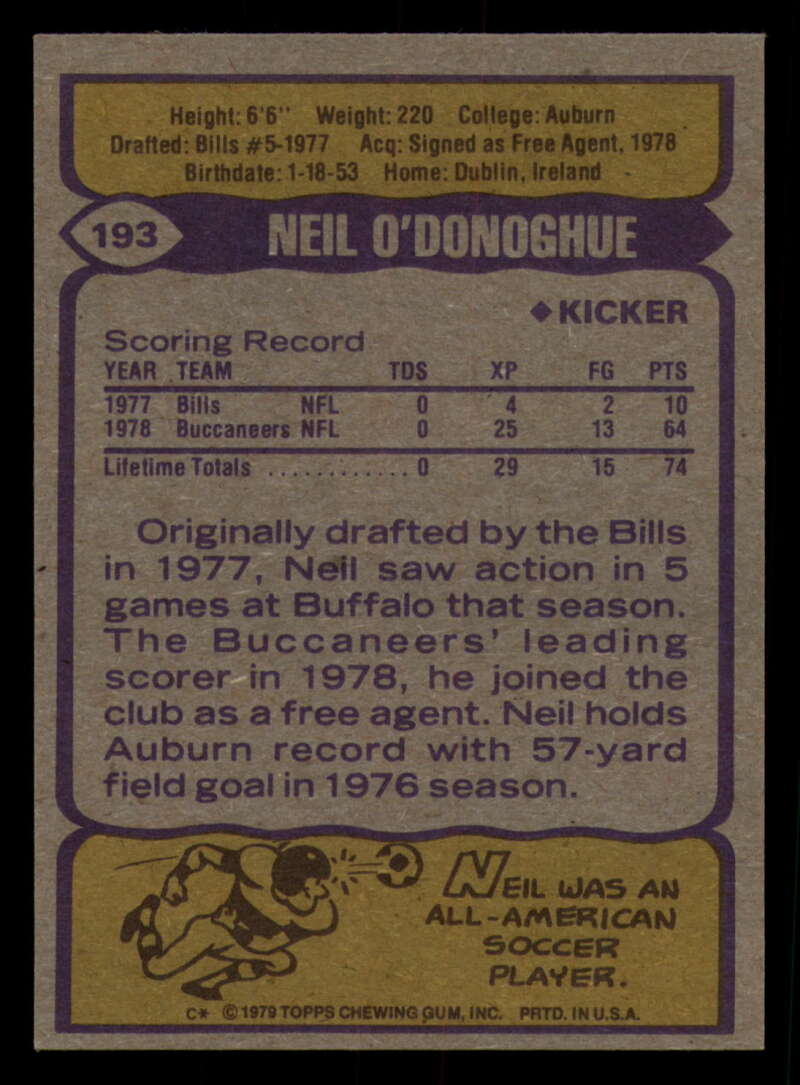 Height: 6'6" Weight: 220 College: Auburn
Drafted: Bills #5-1977 Acq: Signed as Free Agent, 1978
Birthdate: 1-18-53 Home: Dublin, Ireland
193 NEIL O'DONOGHUE
◆ KICKER
Scoring Record
YEAR TEAM TDS XP FG PTS
1977 Bills NFL 0 4 2 10
1978 Buccaneers NFL 0 25 13 64
Lifetime Totals ............ 0 29 15 74
Originally drafted by the Bills
in 1977, Neil saw action in 5
games at Buffalo that season.
The Buccaneers' leading
scorer in 1978, he joined the
club as a free agent. Neil holds
Auburn record with 57-yard
field goal in 1976 season.
NEIL WAS AN
ALL-AMERICAN
SOCCER
PLAYER.
C* © 1979 TOPPS CHEWING GUM, INC. PRTD. IN U.S.A.